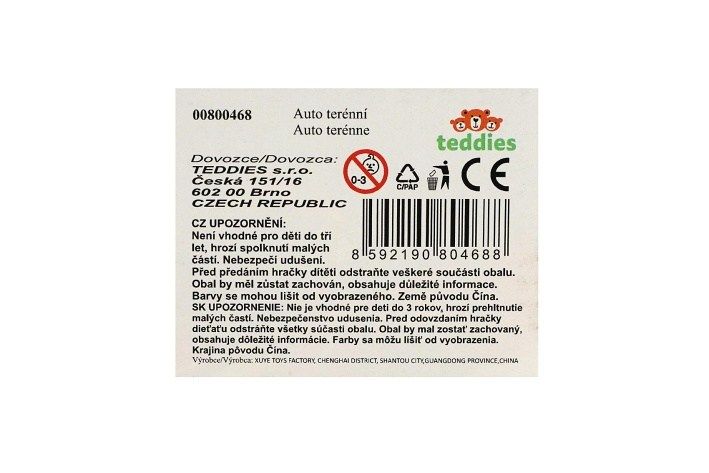 00800468
Auto terénní
Auto terénne
teddies
Dovozce/Dovozca:
TEDDIES s.r.o.
Česká 151/16
602 00 Brno
CZECH REPUBLIC
0-3
C/PAP
CE
CZ UPOZORNĚNÍ:
Není vhodné pro děti do tří
let, hrozí spolknutí malých
částí. Nebezpečí udušení.
8 592190 804688
Před předáním hračky dítěti odstraňte veškeré součásti obalu.
Obal by měl zůstat zachován, obsahuje důležité informace.
Barvy se mohou lišit od vyobrazeného. Země původu Čína.
SK UPOZORNENIE: Nie je vhodné pre deti do 3 rokov, hrozí prehltnutie
malých častí. Nebezpečenstvo udusenia. Pred odovzdaním hračky
dieťaťu odstráňte všetky súčasti obalu. Obal by mal zostať zachovaný,
obsahuje dôležité informácie. Farby sa môžu líšiť od vyobrazenia.
Krajina pôvodu Čína.
Výrobce/Výrobca: XUYE TOYS FACTORY, CHENGHAI DISTRICT, SHANTOU CITY,GUANGDONG PROVINCE,CHINA